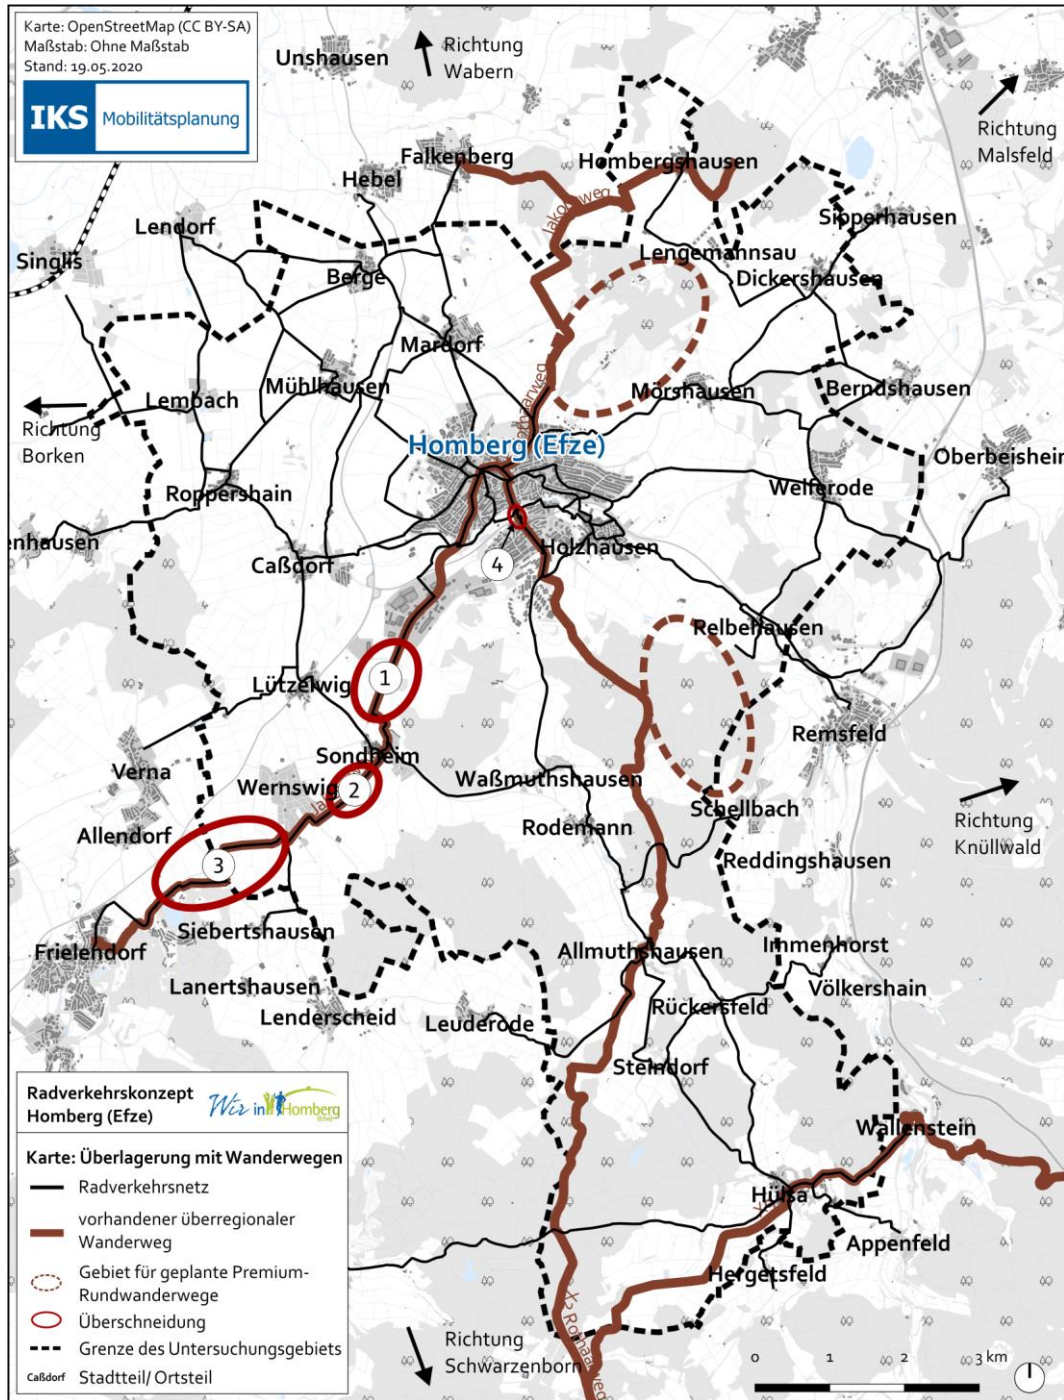 Karte: OpenStreetMap (CC BY-SA)
Maßstab: Ohne Maßstab
Stand: 19.05.2020
IKS Mobilitätsplanung
Unshausen
Richtung
Wabern
Richtung
Malsfeld
Falkenberg
Hombergshausen
Hebel
Jakobsweg
Lendorf
Sipperhausen
Singlis
Lengemannsau
Berge
Dickershausen
Mardorf
Mühlhausen
Mörshausen
Berndshausen
Lembach
Richtung
Borken
Homberg (Efze)
Oberbeisheim
Roppershain
Welferode
enhausen
Holzhausen
Caßdorf
4
Relbehausen
Lützelwig
1
Sondheim
Remsfeld
Verna
Wernswig
2
Waßmuthshausen
Schellbach
Richtung
Knüllwald
Allendorf
Rodemann
3
Reddingshausen
Siebertshausen
Frielendorf
Allmuthshausen
Immenhorst
Lanertshausen
Völkershain
Lenderscheid
Leuderode
Rückersfeld
Steindorf
Wallenstein
Hülsa
Appenfeld
Hergetsfeld
Richtung
Schwarzenborn
Radverkehrskonzept
Homberg (Efze)
Wir in Homberg
Karte: Überlagerung mit Wanderwegen
Radverkehrsnetz
vorhandener überregionaler
Wanderweg
Gebiet für geplante Premium-
Rundwanderwege
Überschneidung
Grenze des Untersuchungsgebiets
Caßdorf Stadtteil/ Ortsteil
0 1 2 3 km